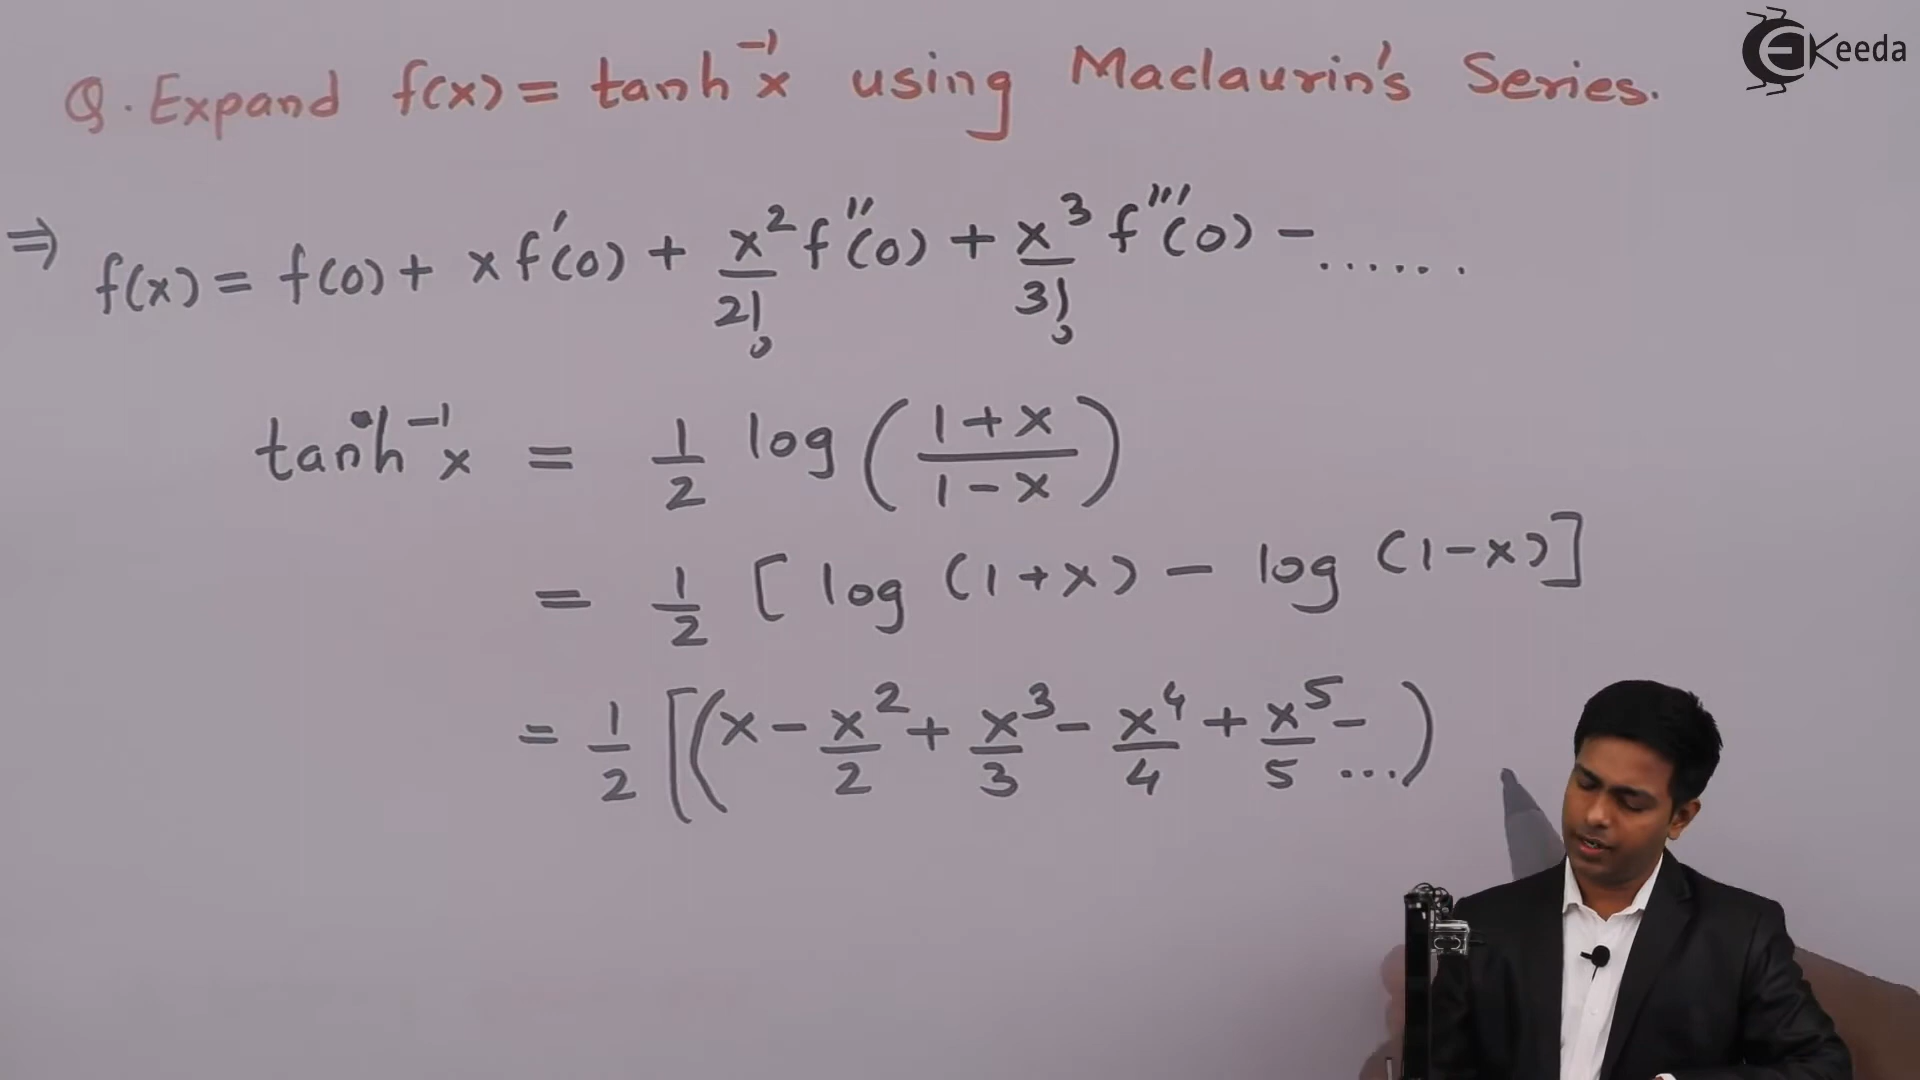 Keeda
Q. Expand f(x) = tanh⁻¹x using Maclaurin's Series.
⇒ f(x) = f(0) + x f'(0) + x²/2! f''(0) + x³/3! f'''(0) - ......
tanh⁻¹x = 1/2 log ((1+x)/(1-x))
= 1/2 [log (1+x) - log (1-x)]
= 1/2 [(x - x²/2 + x³/3 - x⁴/4 + x⁵/5 - ...)